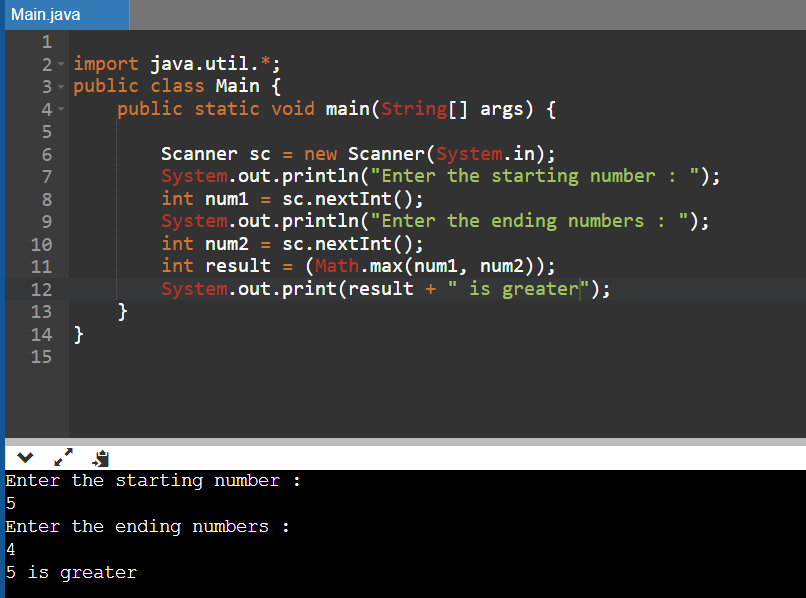 Main.java
1
2 import java.util.*;
3 public class Main {
4     public static void main(String[] args) {
5
6         Scanner sc = new Scanner(System.in);
7         System.out.println("Enter the starting number : ");
8         int num1 = sc.nextInt();
9         System.out.println("Enter the ending numbers : ");
10         int num2 = sc.nextInt();
11         int result = (Math.max(num1, num2));
12         System.out.print(result + " is greater");
13     }
14 }
15
Enter the starting number :
5
Enter the ending numbers :
4
5 is greater